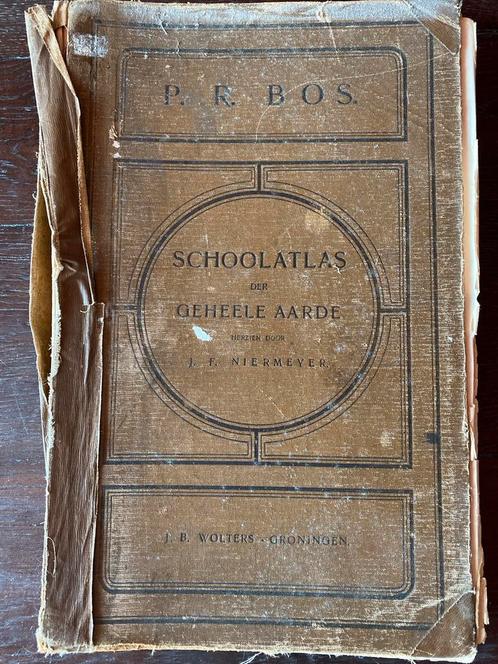 P. R. BOS.
SCHOOLATLAS
DER
GEHEELE AARDE
HERZIEN DOOR
J. F. NIERMEYER.
J. B. WOLTERS - GRONINGEN.